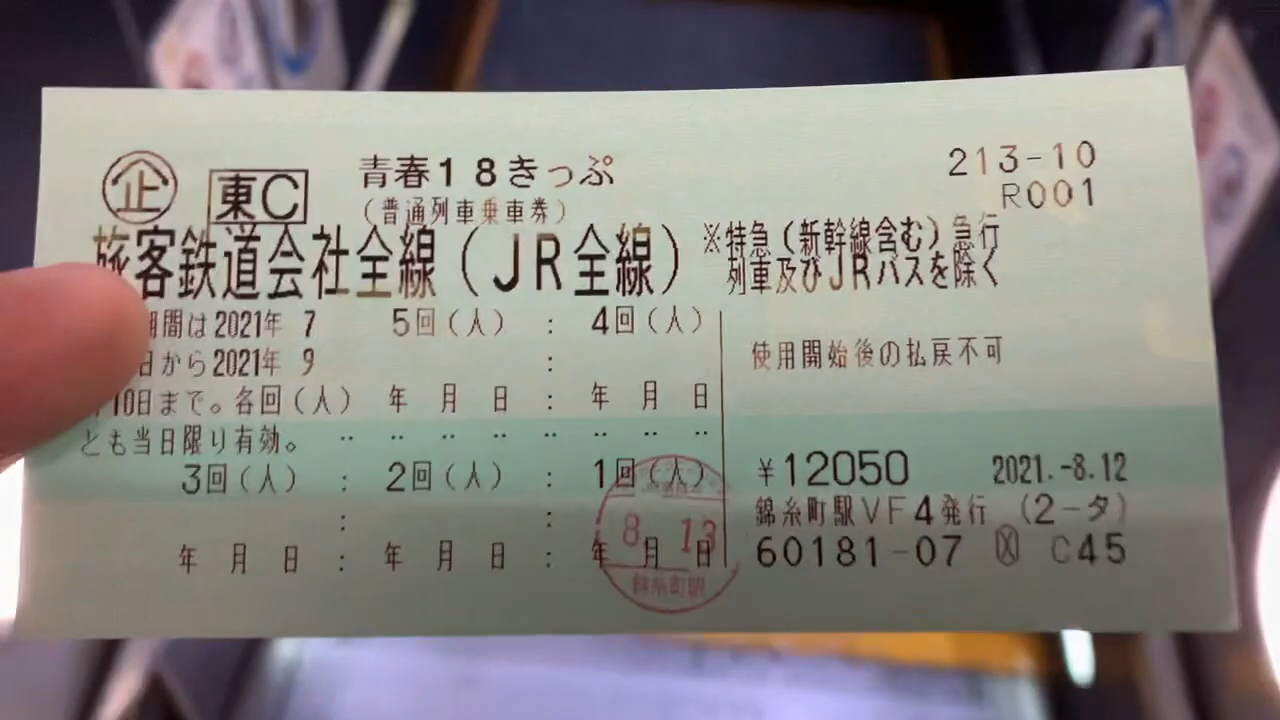 企 東C 青春18きっぷ 213-10
(普通列車乗車券) R001
旅客鉄道会社全線(JR全線) ※特急(新幹線含む)急行
列車及びJRバスを除く
期間は2021年 7 5回(人) : 4回(人)
日から2021年 9 :
使用開始後の払戻不可
10日まで。各回(人) 年 月 日 : 年 月 日
とも当日限り有効。
3回(人) : 2回(人) : 1回(人)
¥12050 2021.-8.12
: :
錦糸町駅VF4発行 (2-タ)
年 月 日 : 年 月 日 : 年 月 日
60181-07 C45
8. 13
錦糸町駅